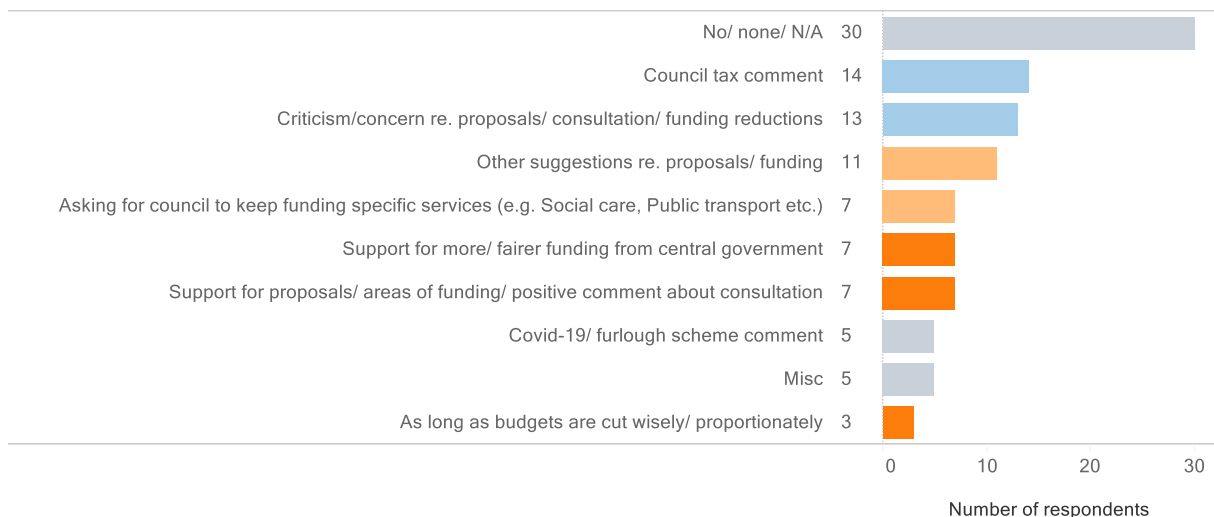 No/ none/ N/A 30
Council tax comment 14
Criticism/concern re. proposals/ consultation/ funding reductions 13
Other suggestions re. proposals/ funding 11
Asking for council to keep funding specific services (e.g. Social care, Public transport etc.) 7
Support for more/ fairer funding from central government 7
Support for proposals/ areas of funding/ positive comment about consultation 7
Covid-19/ furlough scheme comment 5
Misc 5
As long as budgets are cut wisely/ proportionately 3
0 10 20 30
Number of respondents